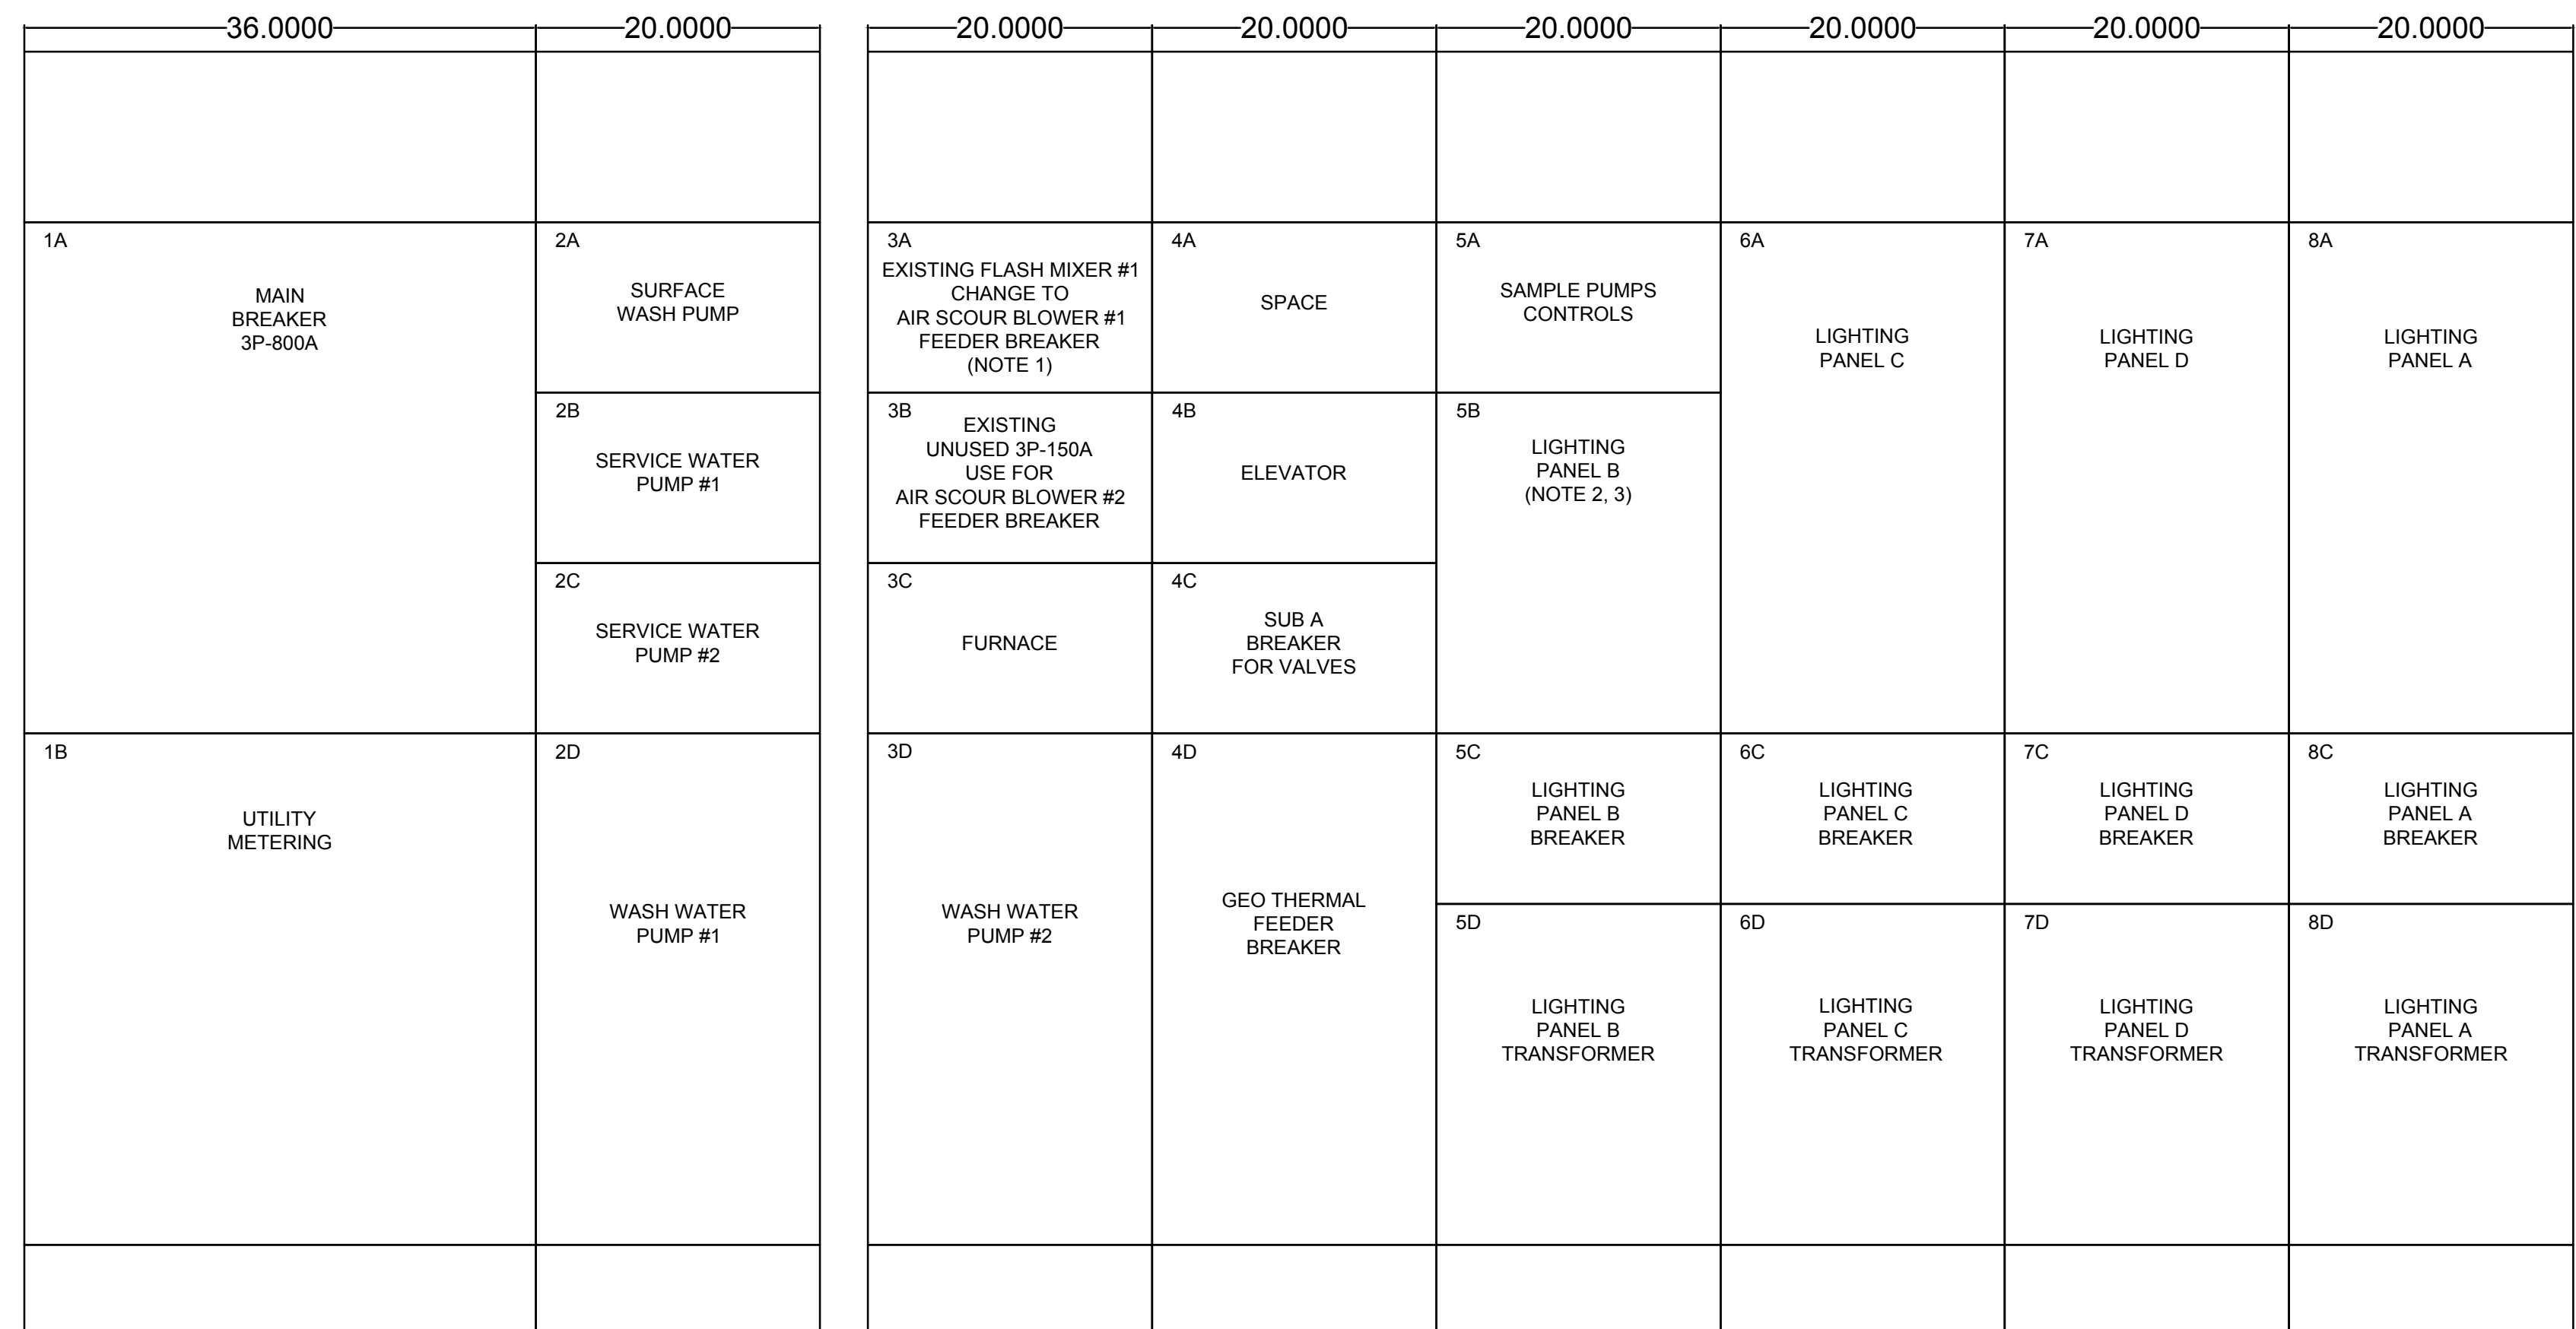 36.0000
20.0000
20.0000
20.0000
20.0000
20.0000
20.0000
20.0000
1A
MAIN
BREAKER
3P-800A
2A
SURFACE
WASH PUMP
3A
EXISTING FLASH MIXER #1
CHANGE TO
AIR SCOUR BLOWER #1
FEEDER BREAKER
(NOTE 1)
4A
SPACE
5A
SAMPLE PUMPS
CONTROLS
6A
LIGHTING
PANEL C
7A
LIGHTING
PANEL D
8A
LIGHTING
PANEL A
2B
SERVICE WATER
PUMP #1
3B
EXISTING
UNUSED 3P-150A
USE FOR
AIR SCOUR BLOWER #2
FEEDER BREAKER
4B
ELEVATOR
5B
LIGHTING
PANEL B
(NOTE 2, 3)
2C
SERVICE WATER
PUMP #2
3C
FURNACE
4C
SUB A
BREAKER
FOR VALVES
1B
UTILITY
METERING
2D
WASH WATER
PUMP #1
3D
WASH WATER
PUMP #2
4D
GEO THERMAL
FEEDER
BREAKER
5C
LIGHTING
PANEL B
BREAKER
6C
LIGHTING
PANEL C
BREAKER
7C
LIGHTING
PANEL D
BREAKER
8C
LIGHTING
PANEL A
BREAKER
5D
LIGHTING
PANEL B
TRANSFORMER
6D
LIGHTING
PANEL C
TRANSFORMER
7D
LIGHTING
PANEL D
TRANSFORMER
8D
LIGHTING
PANEL A
TRANSFORMER